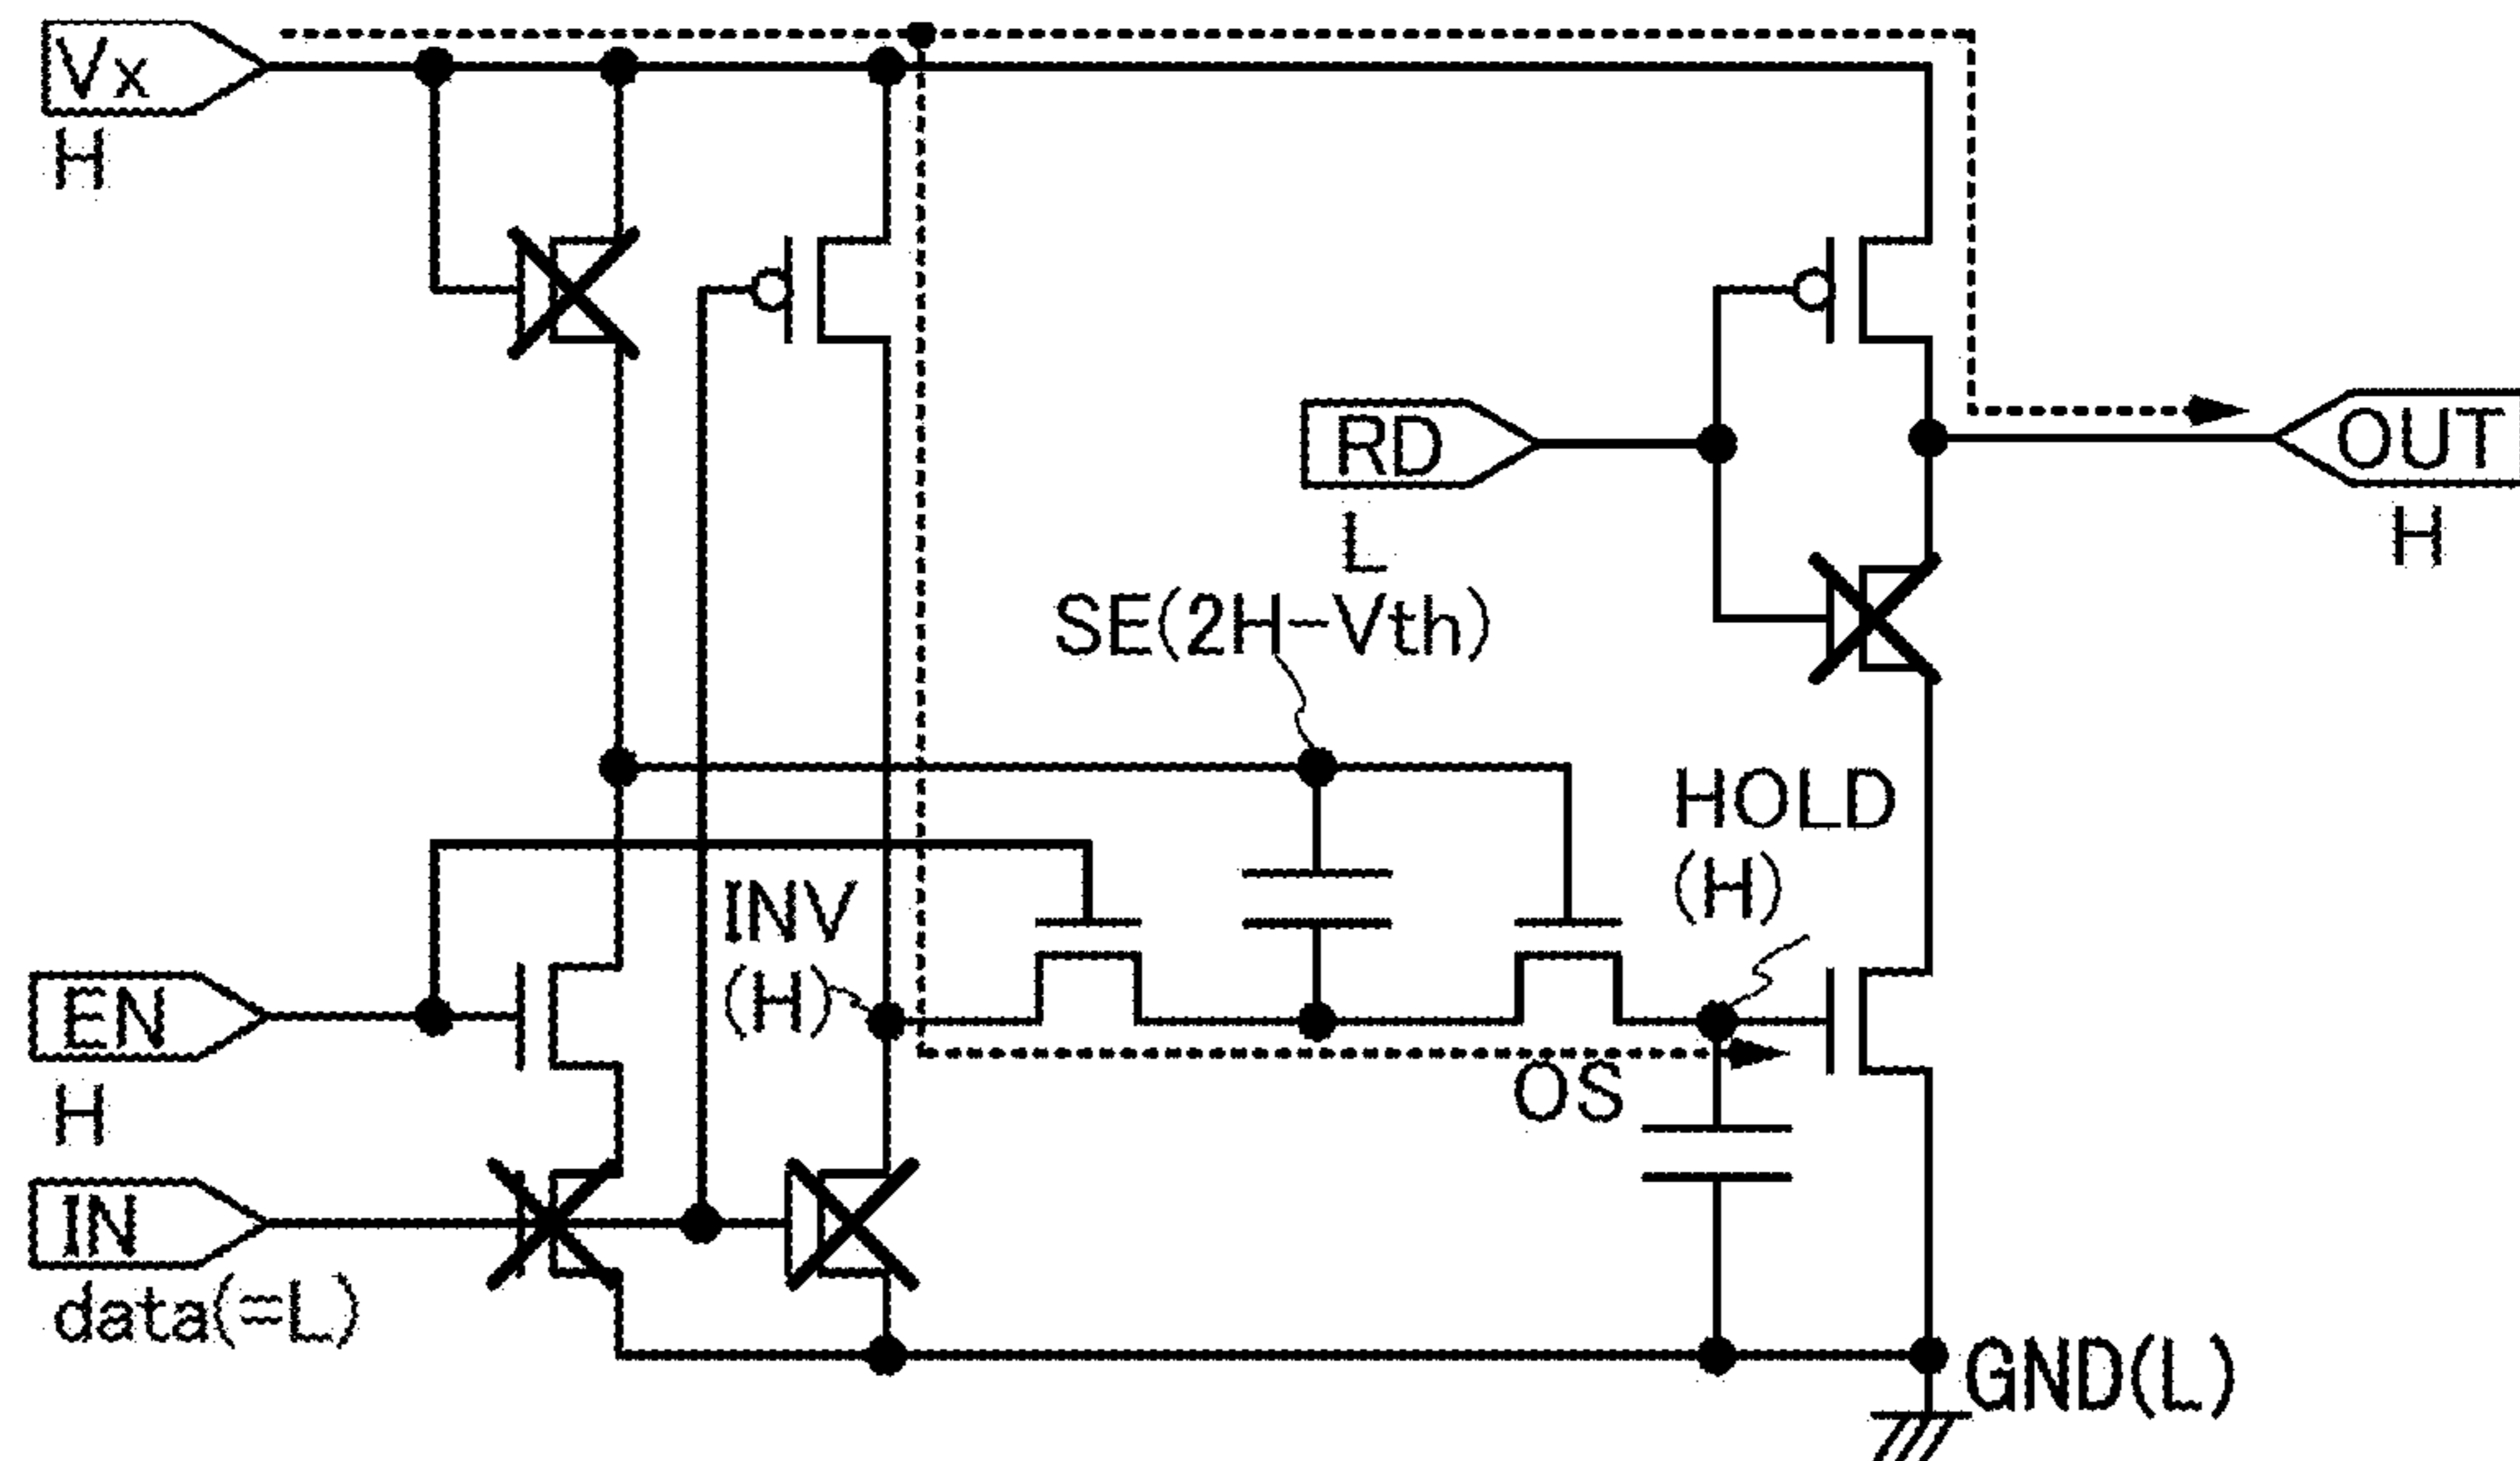 Vx
H
RD
L
OUT
H
SE(2H-Vth)
HOLD
(H)
INV
(H)
EN
H
OS
IN
data(=L)
GND(L)